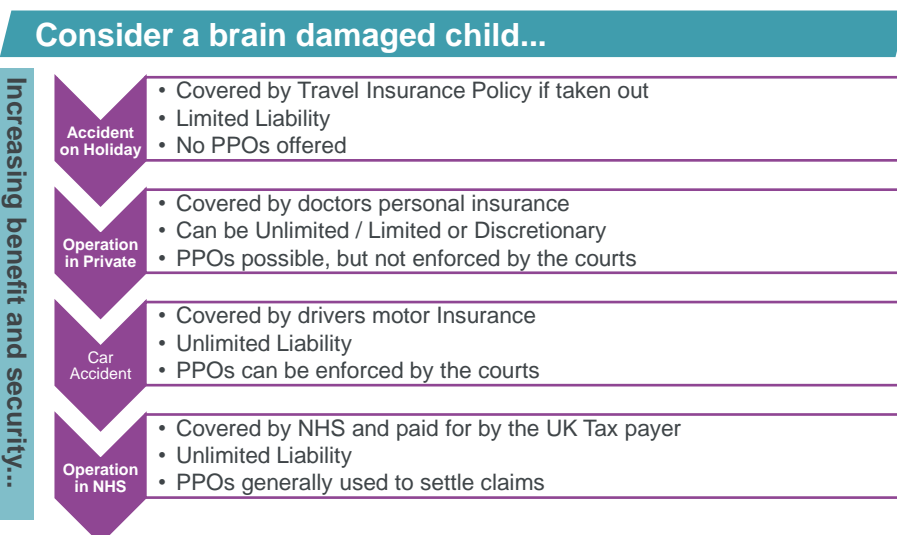 Consider a brain damaged child...
Increasing benefit and security...
Accident
on Holiday
• Covered by Travel Insurance Policy if taken out
• Limited Liability
• No PPOs offered
Operation
in Private
• Covered by doctors personal insurance
• Can be Unlimited / Limited or Discretionary
• PPOs possible, but not enforced by the courts
Car
Accident
• Covered by drivers motor Insurance
• Unlimited Liability
• PPOs can be enforced by the courts
Operation
in NHS
• Covered by NHS and paid for by the UK Tax payer
• Unlimited Liability
• PPOs generally used to settle claims